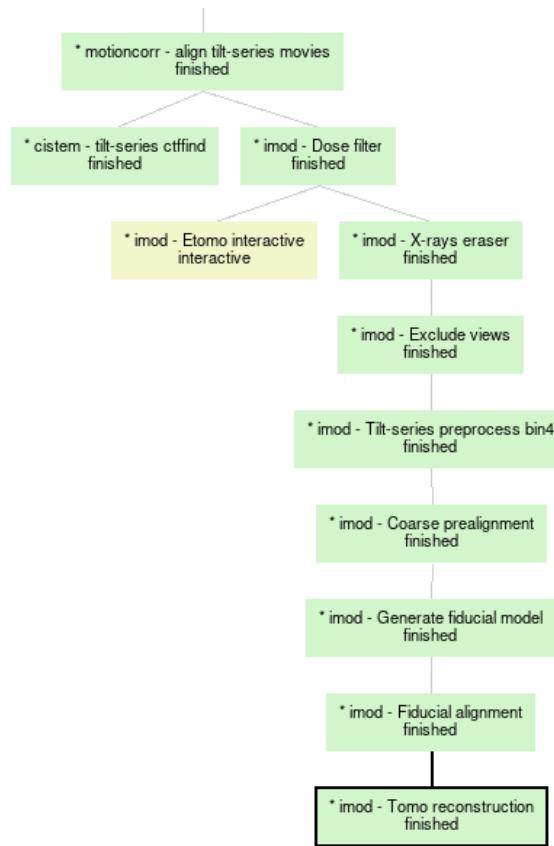 * motioncorr - align tilt-series movies
finished
* cistem - tilt-series ctffind
finished
* imod - Dose filter
finished
* imod - Etomo interactive
interactive
* imod - X-rays eraser
finished
* imod - Exclude views
finished
* imod - Tilt-series preprocess bin4
finished
* imod - Coarse prealignment
finished
* imod - Generate fiducial model
finished
* imod - Fiducial alignment
finished
* imod - Tomo reconstruction
finished